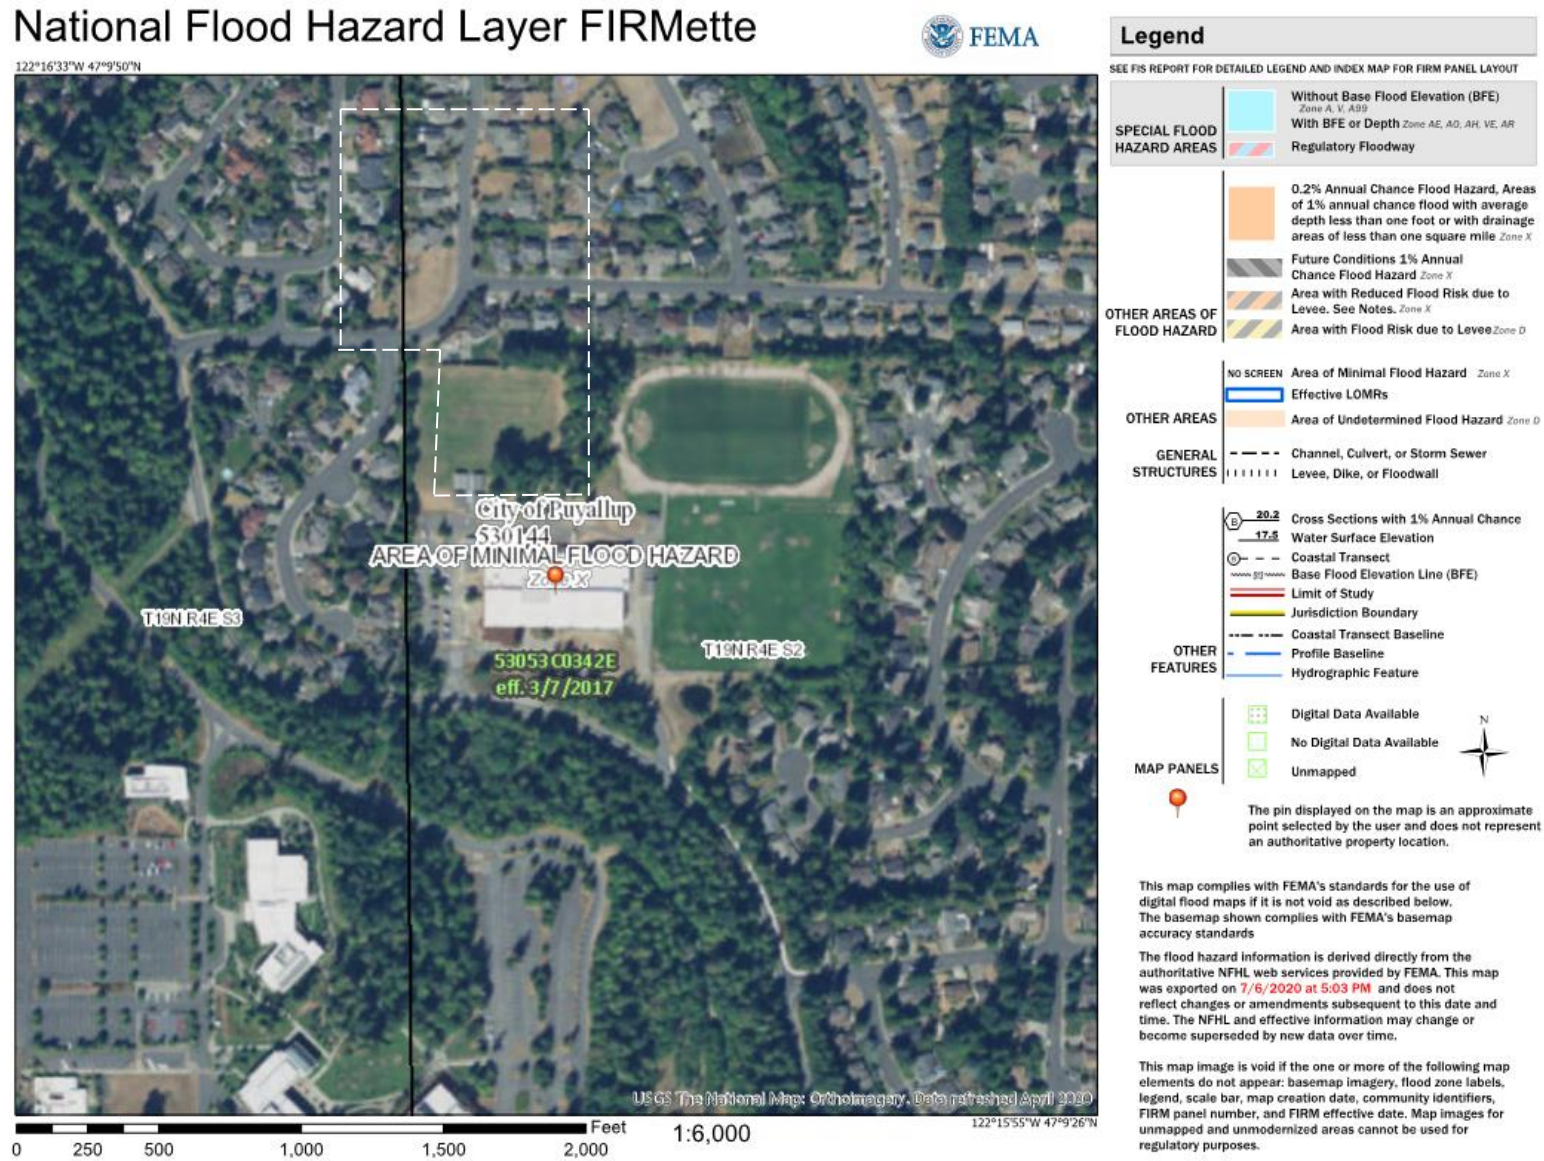 National Flood Hazard Layer FIRMette
FEMA
122°16'33"W 47°9'50"N
City of Puyallup
530144
AREA OF MINIMAL FLOOD HAZARD
Zone X
T19N R4E S3
T19N R4E S2
53053C0342E
eff. 3/7/2017
USGS The National Map: Orthoimagery. Data refreshed April 2020
0 250 500 1,000 1,500 2,000 Feet
1:6,000
122°15'55"W 47°9'26"N
Legend
SEE FIS REPORT FOR DETAILED LEGEND AND INDEX MAP FOR FIRM PANEL LAYOUT
SPECIAL FLOOD
HAZARD AREAS
Without Base Flood Elevation (BFE)
Zone A, V, A99
With BFE or Depth Zone AE, AO, AH, VE, AR
Regulatory Floodway
OTHER AREAS OF
FLOOD HAZARD
0.2% Annual Chance Flood Hazard, Areas
of 1% annual chance flood with average
depth less than one foot or with drainage
areas of less than one square mile Zone X
Future Conditions 1% Annual
Chance Flood Hazard Zone X
Area with Reduced Flood Risk due to
Levee. See Notes. Zone X
Area with Flood Risk due to Levee Zone D
OTHER AREAS
NO SCREEN Area of Minimal Flood Hazard Zone X
Effective LOMRs
Area of Undetermined Flood Hazard Zone D
GENERAL
STRUCTURES
Channel, Culvert, or Storm Sewer
Levee, Dike, or Floodwall
OTHER
FEATURES
B 20.2 Cross Sections with 1% Annual Chance
17.5 Water Surface Elevation
8 Coastal Transect
513 Base Flood Elevation Line (BFE)
Limit of Study
Jurisdiction Boundary
Coastal Transect Baseline
Profile Baseline
Hydrographic Feature
MAP PANELS
Digital Data Available
No Digital Data Available
Unmapped
N
The pin displayed on the map is an approximate
point selected by the user and does not represent
an authoritative property location.
This map complies with FEMA's standards for the use of
digital flood maps if it is not void as described below.
The basemap shown complies with FEMA's basemap
accuracy standards
The flood hazard information is derived directly from the
authoritative NFHL web services provided by FEMA. This map
was exported on 7/6/2020 at 5:03 PM and does not
reflect changes or amendments subsequent to this date and
time. The NFHL and effective information may change or
become superseded by new data over time.
This map image is void if the one or more of the following map
elements do not appear: basemap imagery, flood zone labels,
legend, scale bar, map creation date, community identifiers,
FIRM panel number, and FIRM effective date. Map images for
unmapped and unmodernized areas cannot be used for
regulatory purposes.